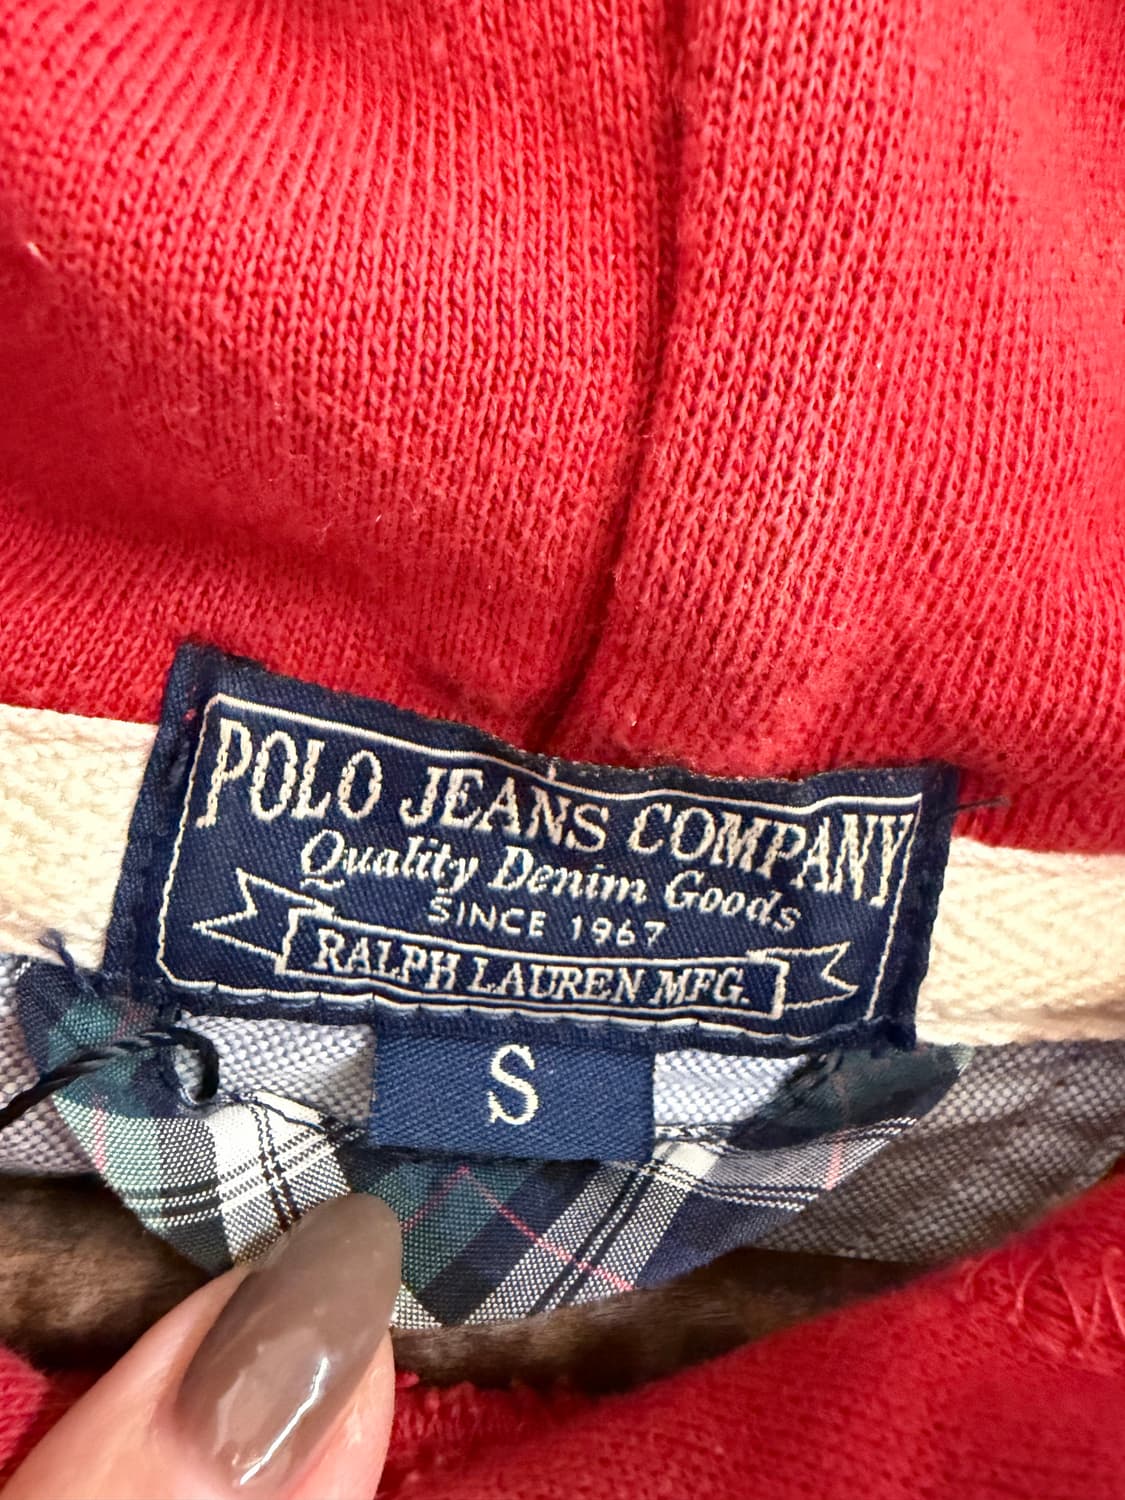 POLO JEANS COMPANY
Quality Denim Goods
SINCE 1967
RALPH LAUREN MFG.
S